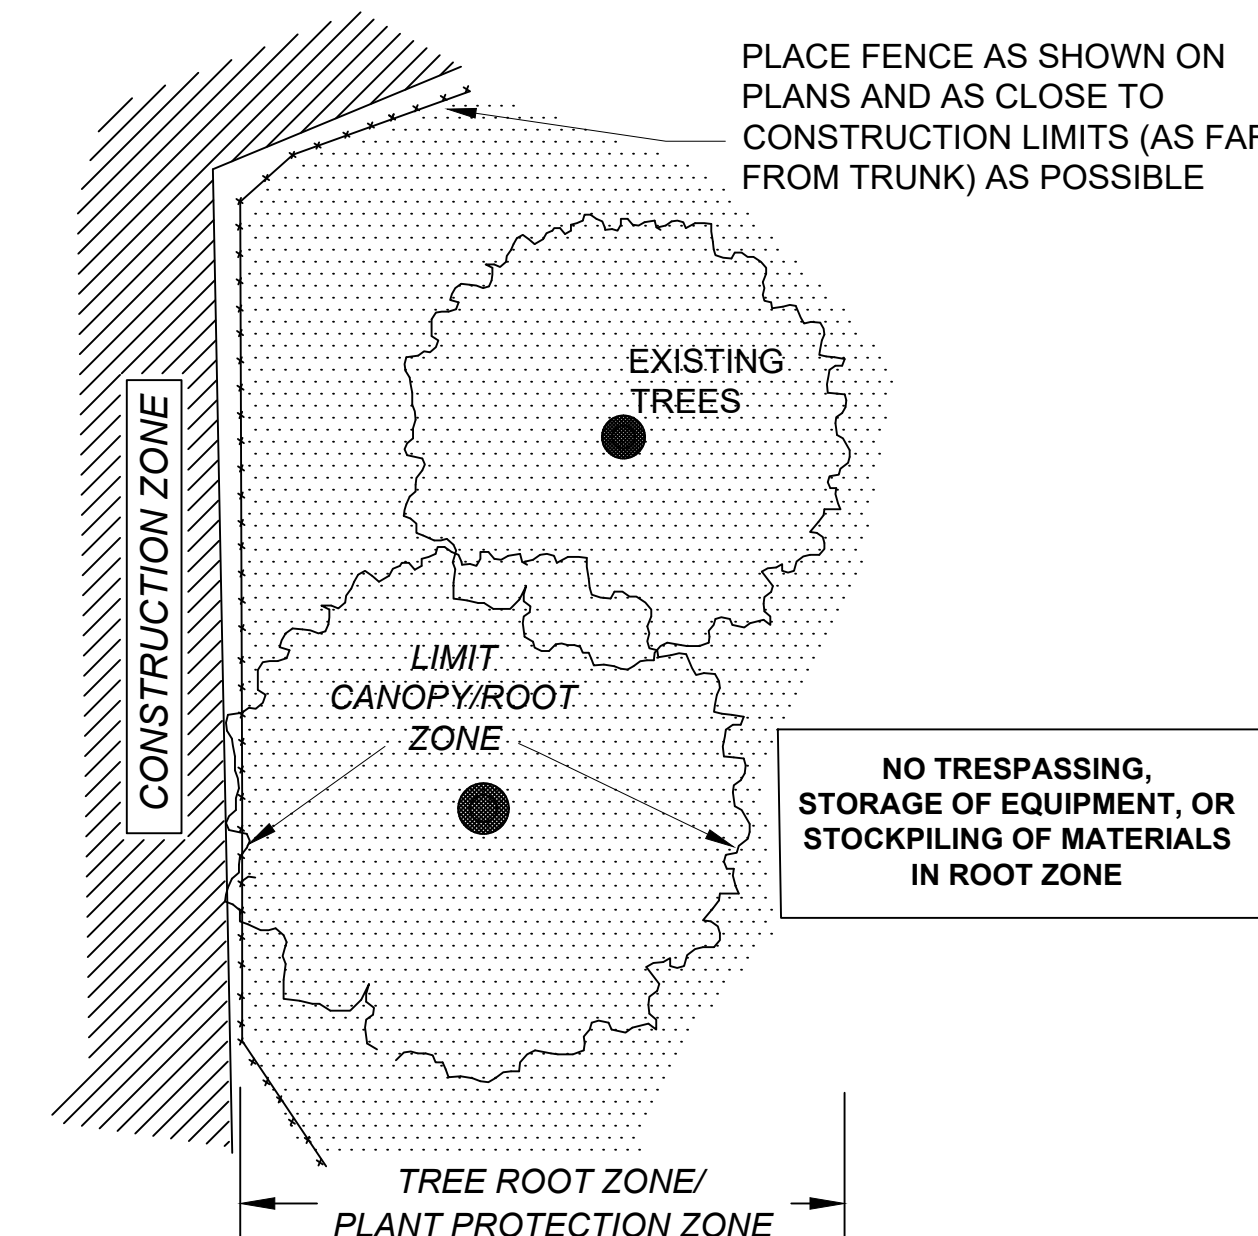 PLACE FENCE AS SHOWN ON
PLANS AND AS CLOSE TO
CONSTRUCTION LIMITS (AS FAR
FROM TRUNK) AS POSSIBLE
EXISTING
TREES
CONSTRUCTION ZONE
LIMIT
CANOPY/ROOT
ZONE
NO TRESPASSING,
STORAGE OF EQUIPMENT, OR
STOCKPILING OF MATERIALS
IN ROOT ZONE
TREE ROOT ZONE/
PLANT PROTECTION ZONE